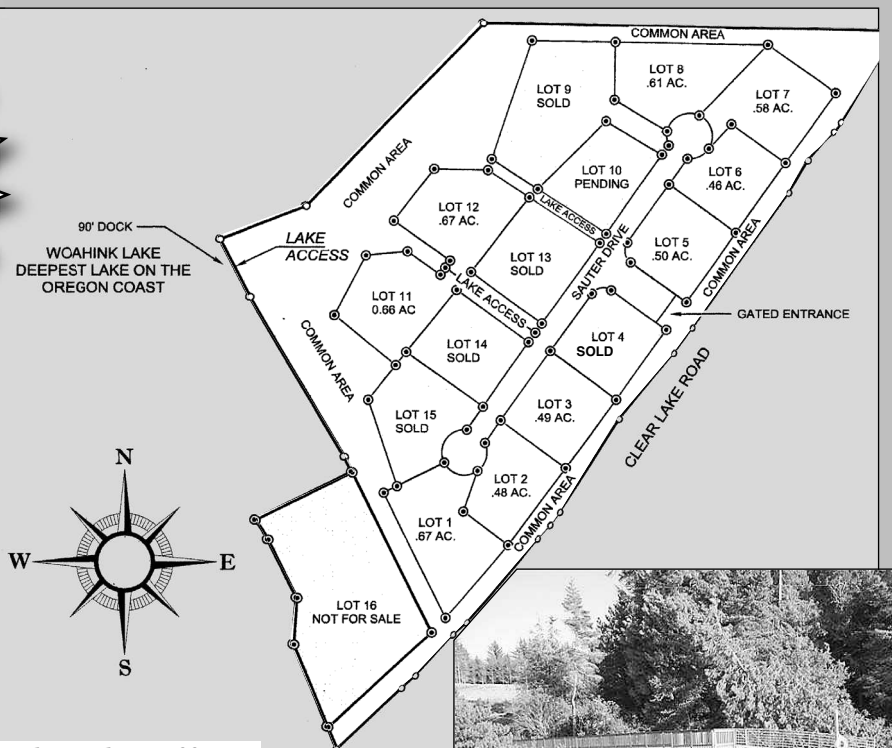 COMMON AREA
LOT 8
.61 AC.
LOT 9
SOLD
LOT 7
.58 AC.
COMMON AREA
LOT 10
PENDING
LOT 6
.46 AC.
LOT 12
.67 AC.
LAKE ACCESS
90' DOCK
LAKE
ACCESS
WOAHINK LAKE
DEEPEST LAKE ON THE
OREGON COAST
LOT 13
SOLD
SAUTER DRIVE
LOT 5
.50 AC.
COMMON AREA
LOT 11
0.66 AC
LAKE ACCESS
GATED ENTRANCE
LOT 4
SOLD
LOT 14
SOLD
COMMON AREA
LOT 3
.49 AC.
CLEAR LAKE ROAD
LOT 15
SOLD
LOT 2
.48 AC.
COMMON AREA
LOT 1
.67 AC.
N
W
E
S
LOT 16
NOT FOR SALE